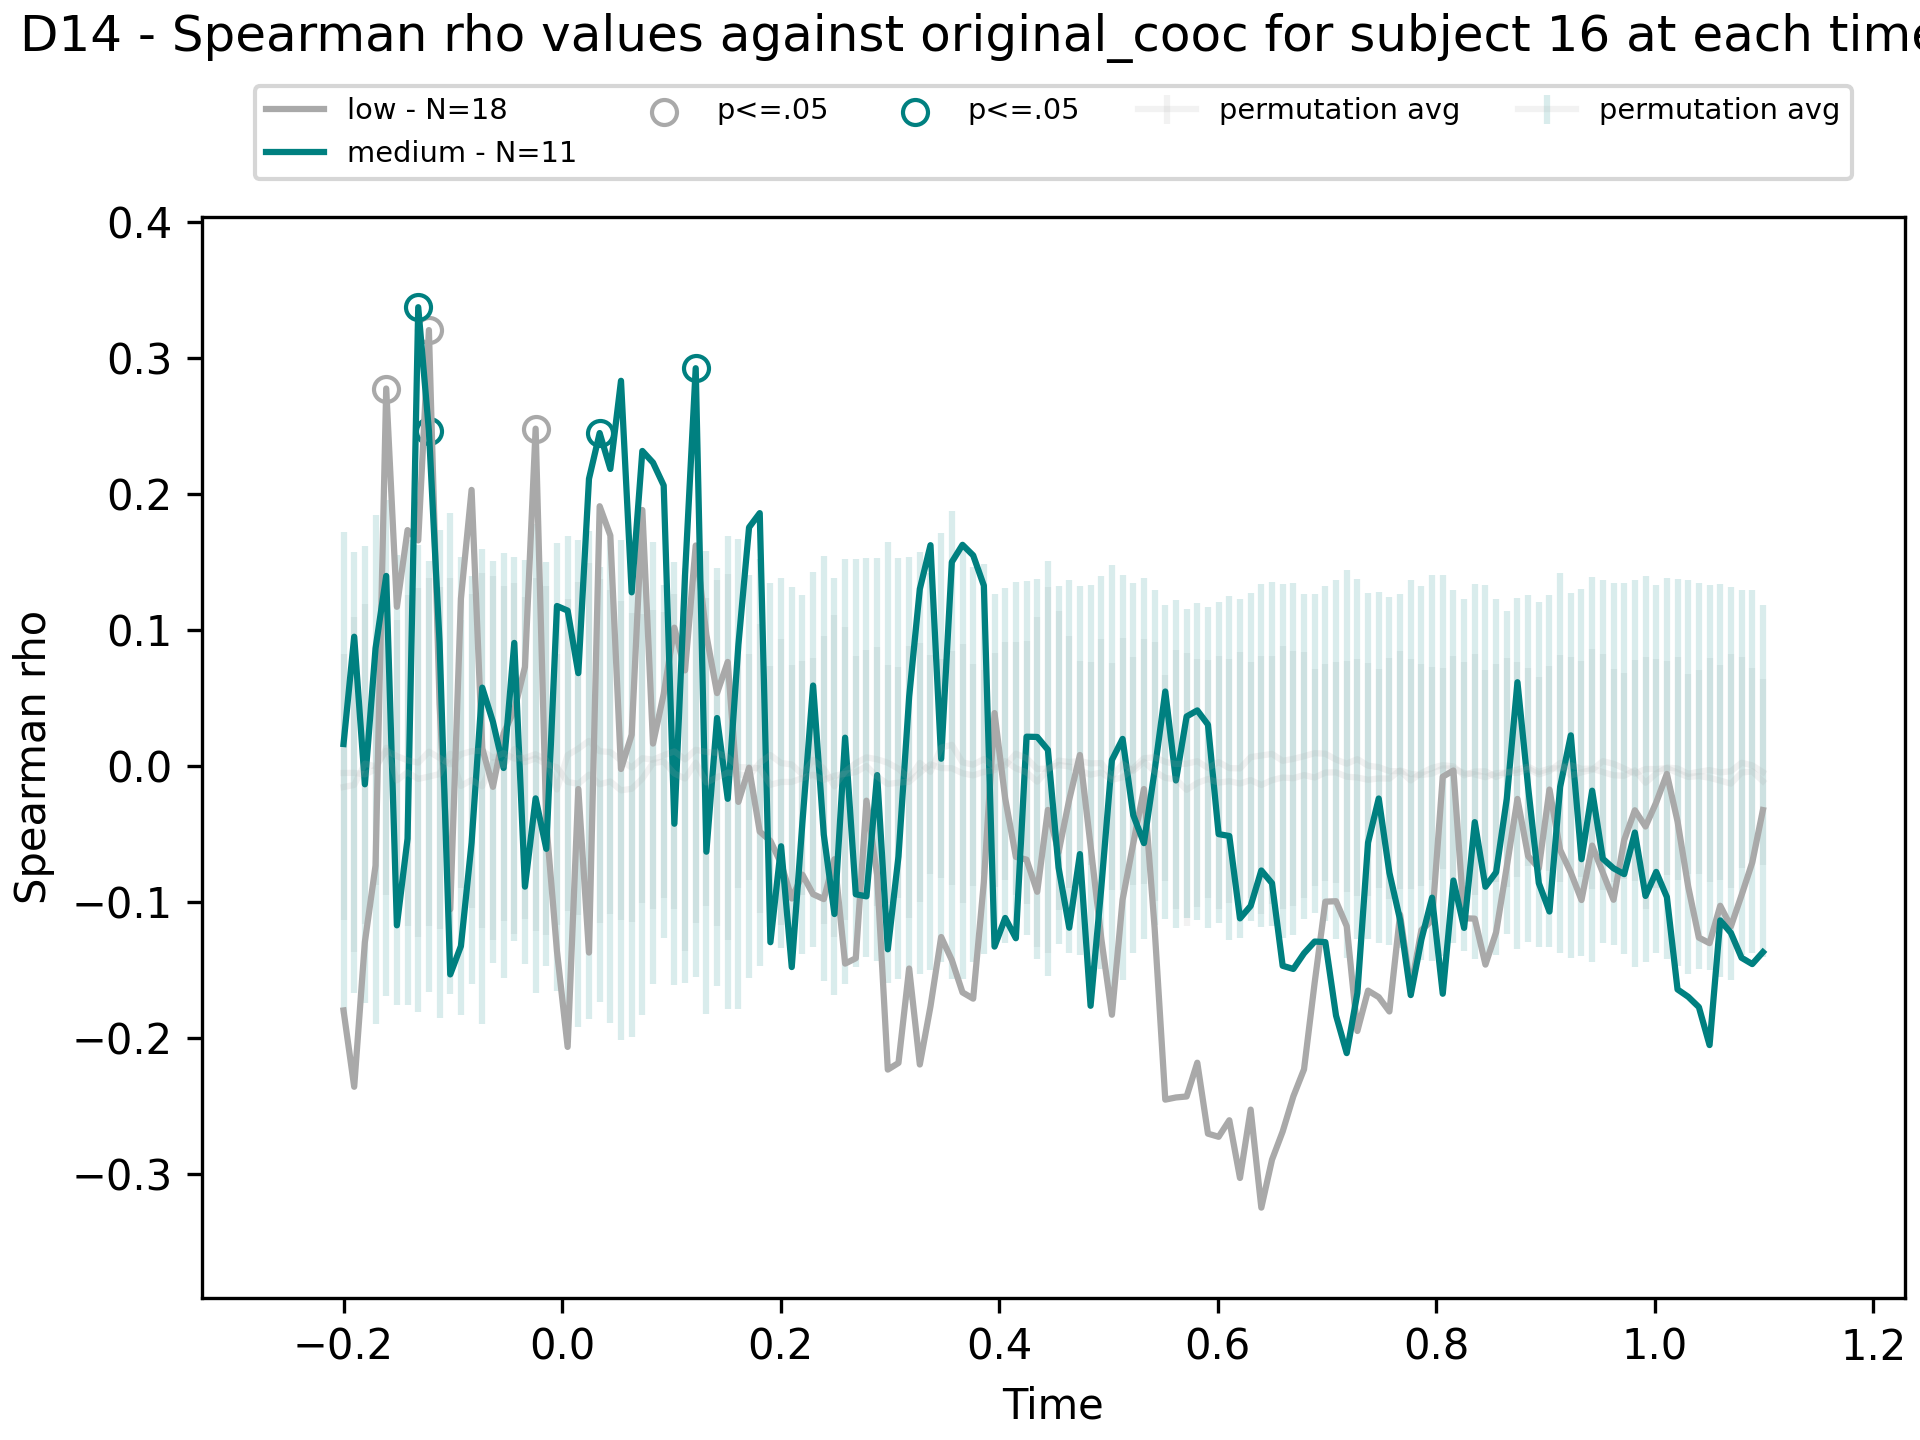 D14 - Spearman rho values against original_cooc for subject 16 at each time
low - N=18
medium - N=11
p<=.05
p<=.05
permutation avg
permutation avg
Spearman rho
0.4
0.3
0.2
0.1
0.0
−0.1
−0.2
−0.3
−0.2 0.0 0.2 0.4 0.6 0.8 1.0 1.2
Time